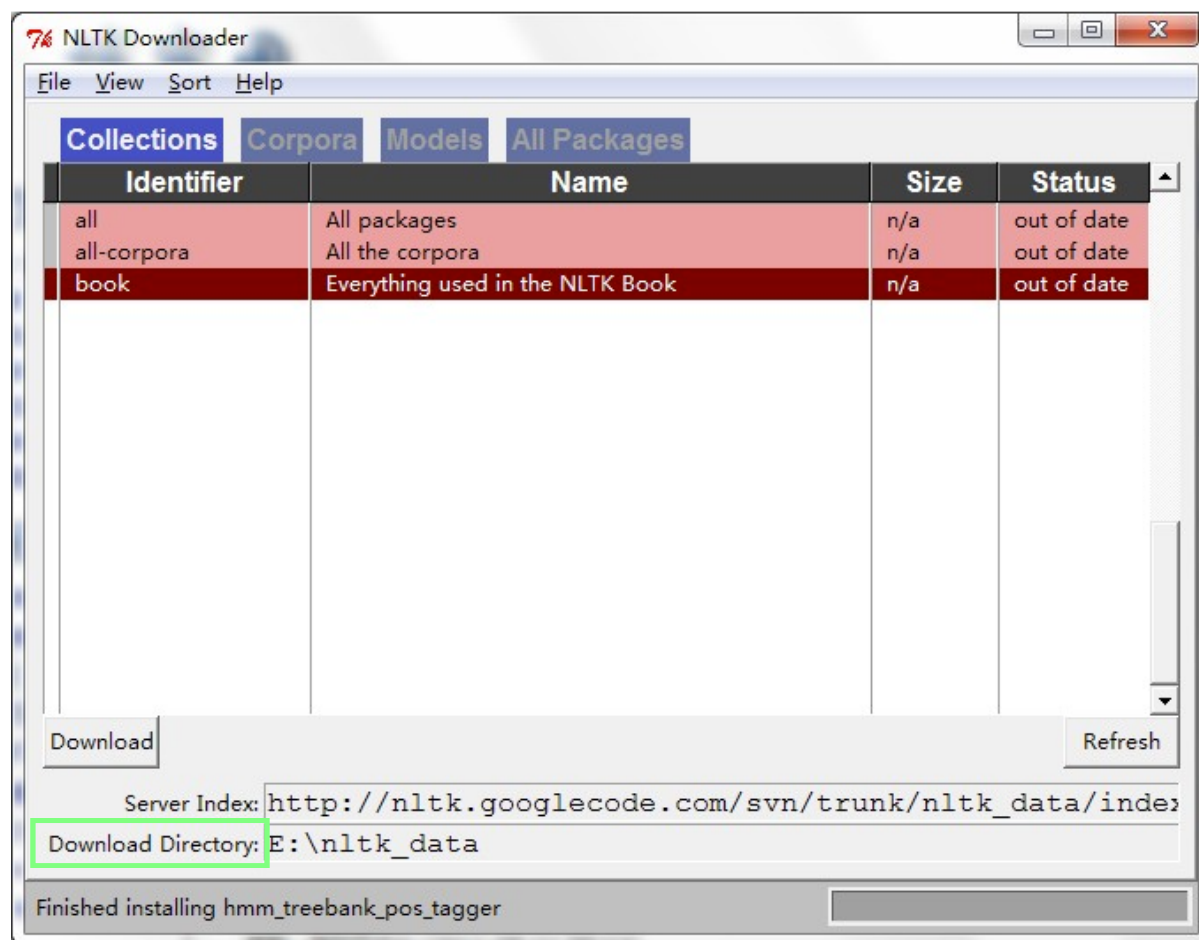 NLTK Downloader
File View Sort Help
Collections Corpora Models All Packages
Identifier Name Size Status
all All packages n/a out of date
all-corpora All the corpora n/a out of date
book Everything used in the NLTK Book n/a out of date
Download Refresh
Server Index: http://nltk.googlecode.com/svn/trunk/nltk_data/index
Download Directory: E:\nltk_data
Finished installing hmm_treebank_pos_tagger